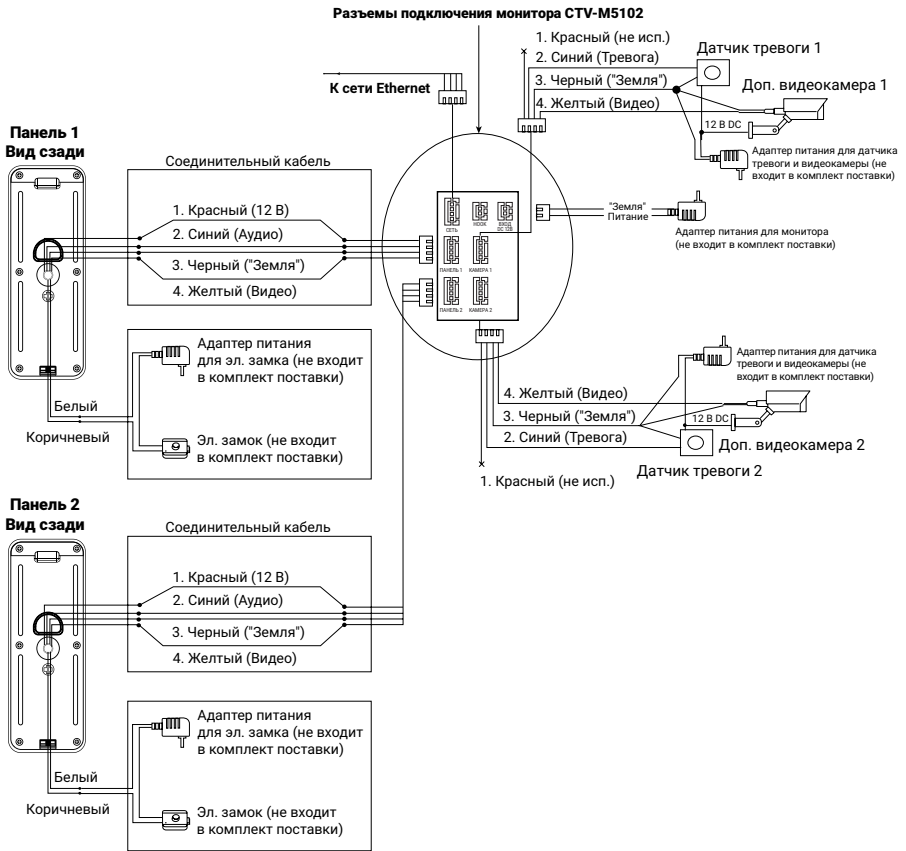 Разъемы подключения монитора CTV-M5102
1. Красный (не исп.)
2. Синий (Тревога)
3. Черный ("Земля")
4. Желтый (Видео)
Датчик тревоги 1
Доп. видеокамера 1
12 В DC
Адаптер питания для датчика
тревоги и видеокамеры (не
входит в комплект поставки)
К сети Ethernet
Панель 1
Вид сзади
Соединительный кабель
1. Красный (12 В)
2. Синий (Аудио)
3. Черный ("Земля")
4. Желтый (Видео)
СЕТЬ
HOOK
ВХОД
DC 12В
ПАНЕЛЬ 1
КАМЕРА 1
ПАНЕЛЬ 2
КАМЕРА 2
"Земля"
Питание
Адаптер питания для монитора
(не входит в комплект поставки)
Адаптер питания
для эл. замка (не входит
в комплект поставки)
Белый
Коричневый
Эл. замок (не входит
в комплект поставки)
Адаптер питания для датчика
тревоги и видеокамеры (не
входит в комплект поставки)
4. Желтый (Видео)
3. Черный ("Земля")
2. Синий (Тревога)
1. Красный (не исп.)
12 В DC
Доп. видеокамера 2
Датчик тревоги 2
Панель 2
Вид сзади
Соединительный кабель
1. Красный (12 В)
2. Синий (Аудио)
3. Черный ("Земля")
4. Желтый (Видео)
Адаптер питания
для эл. замка (не входит
в комплект поставки)
Белый
Коричневый
Эл. замок (не входит
в комплект поставки)